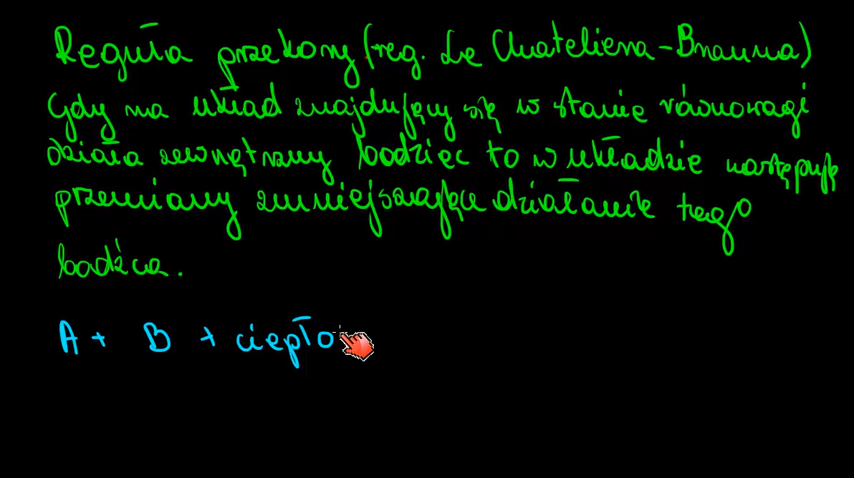 Reguła przekory (reg. Le Chateliera-Brauna)
Gdy na układ znajdujący się w stanie równowagi
działa zewnętrzny bodziec to w układzie następuję
przemiany zmniejszające działanie tego
bodźca.
A + B + ciepło